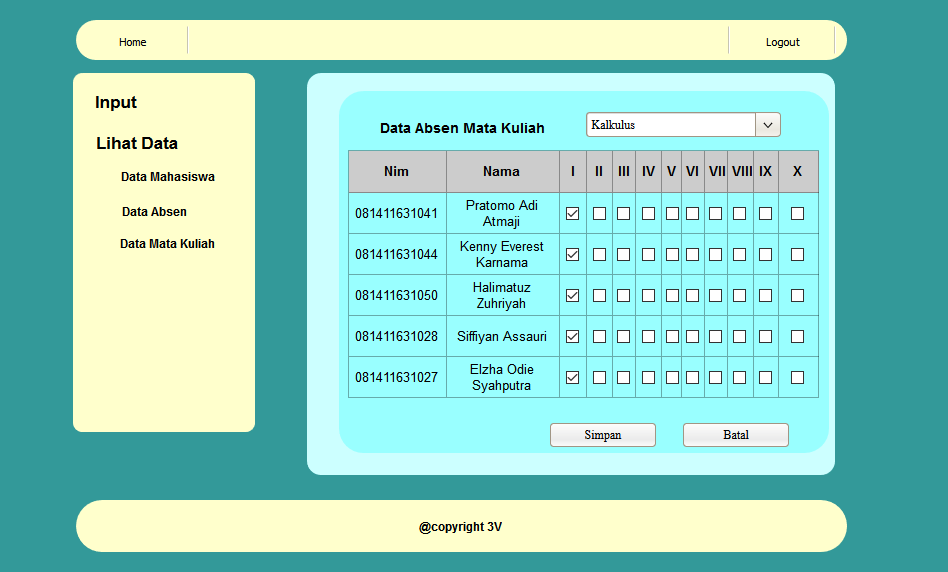 Home
Logout
Input
Lihat Data
Data Mahasiswa
Data Absen
Data Mata Kuliah
Data Absen Mata Kuliah
Kalkulus
Nim Nama I II III IV V VI VII VIII IX X
081411631041 Pratomo Adi
Atmaji
081411631044 Kenny Everest
Karnama
081411631050 Halimatuz
Zuhriyah
081411631028 Siffiyan Assauri
081411631027 Elzha Odie
Syahputra
Simpan
Batal
@copyright 3V